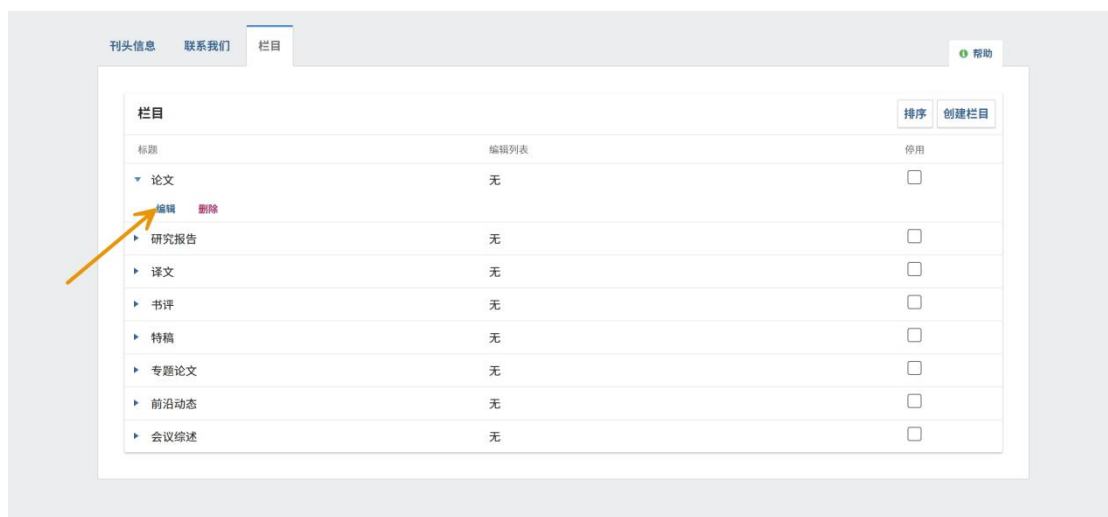 刊头信息 联系我们 栏目
帮助
栏目 排序 创建栏目
标题 编辑列表 停用
论文 无
编辑 删除
研究报告 无
译文 无
书评 无
特稿 无
专题论文 无
前沿动态 无
会议综述 无